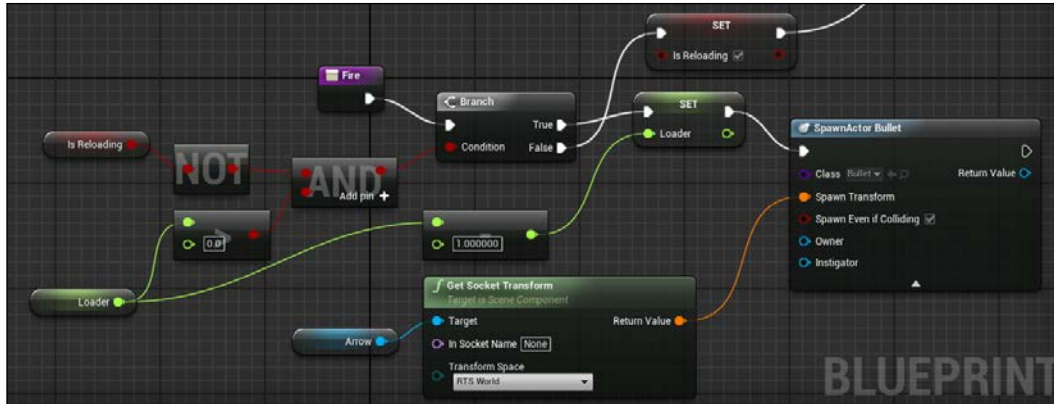 SET
Is Reloading
Fire
Branch
True
Condition
False
SET
Loader
SpawnActor Bullet
Class Bullet
Return Value
Spawn Transform
Spawn Even if Colliding
Owner
Instigator
Is Reloading
NOT
AND
Add pin +
>
0.0
-
1.000000
Loader
f Get Socket Transform
Target is Scene Component
Target
Return Value
Arrow
In Socket Name None
Transform Space
RTS World
BLUEPRINT